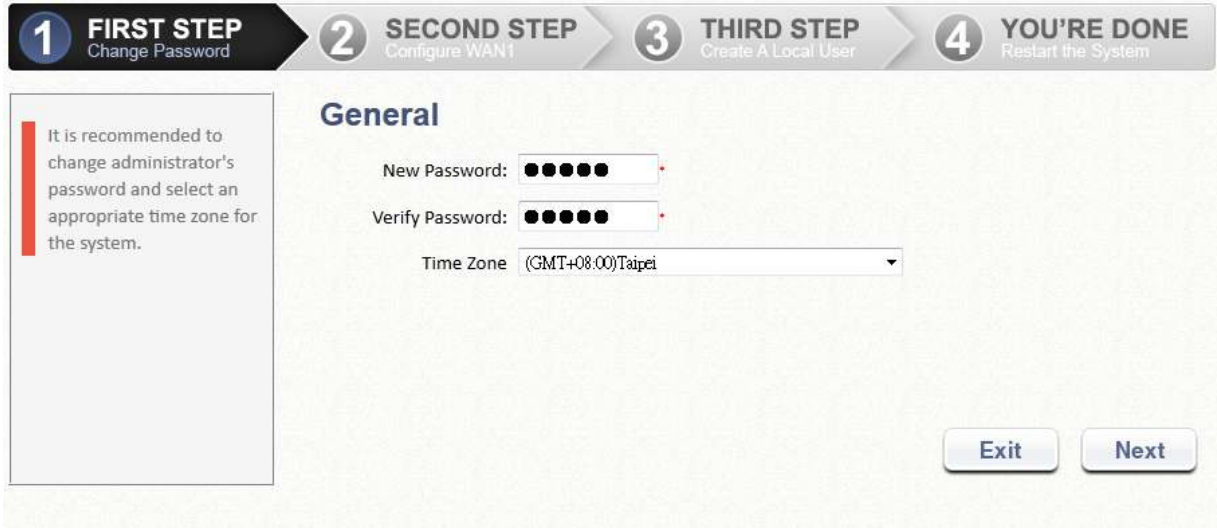 1 FIRST STEP
Change Password
2 SECOND STEP
Configure WAN1
3 THIRD STEP
Create A Local User
4 YOU'RE DONE
Restart the System
It is recommended to
change administrator's
password and select an
appropriate time zone for
the system.
General
New Password: ●●●●● *
Verify Password: ●●●●● *
Time Zone (GMT+08:00)Taipei
Exit Next